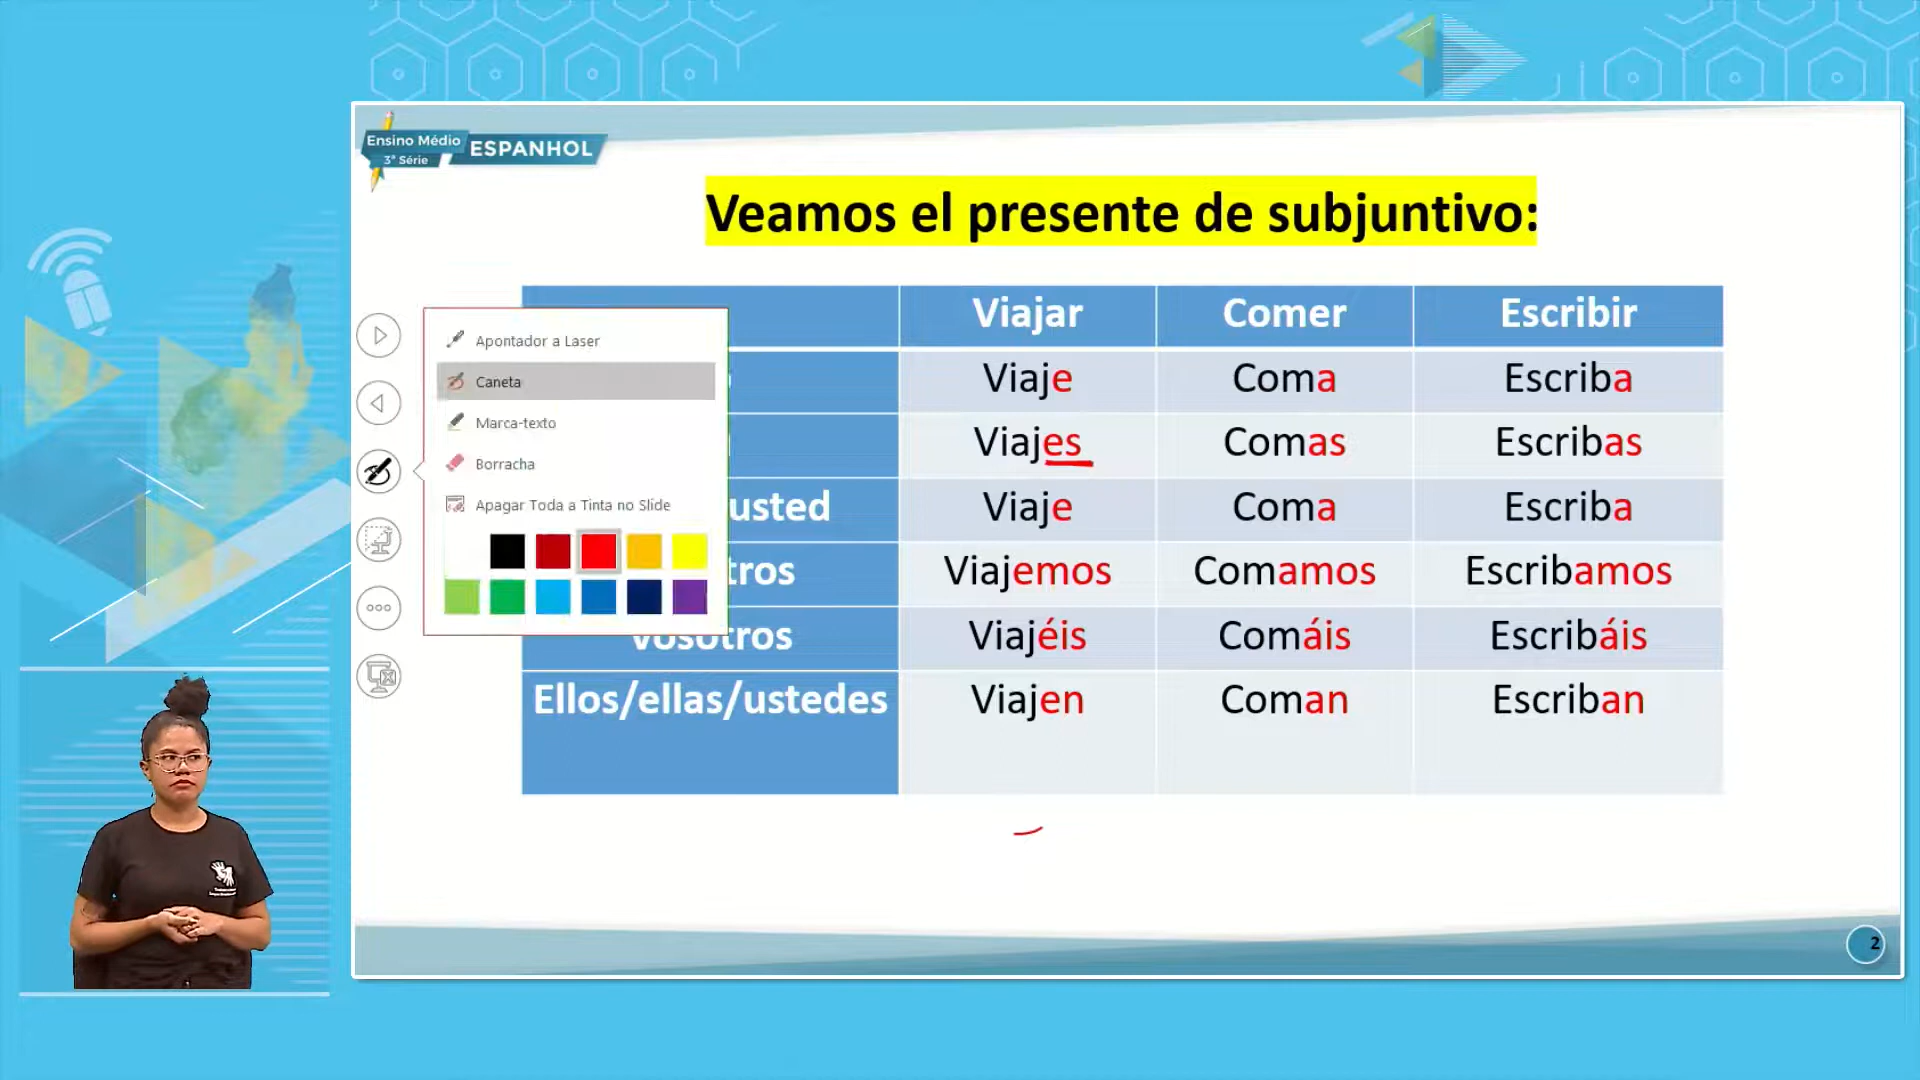 Ensino Médio
3ª Série
ESPANHOL
Veamos el presente de subjuntivo:
Viajar Comer Escribir
Viaje Coma Escriba
Viajes Comas Escribas
usted Viaje Coma Escriba
tros Viajemos Comamos Escribamos
Vosotros Viajéis Comáis Escribáis
Ellos/ellas/ustedes Viajen Coman Escriban
Apontador a Laser
Caneta
Marca-texto
Borracha
Apagar Toda a Tinta no Slide
2